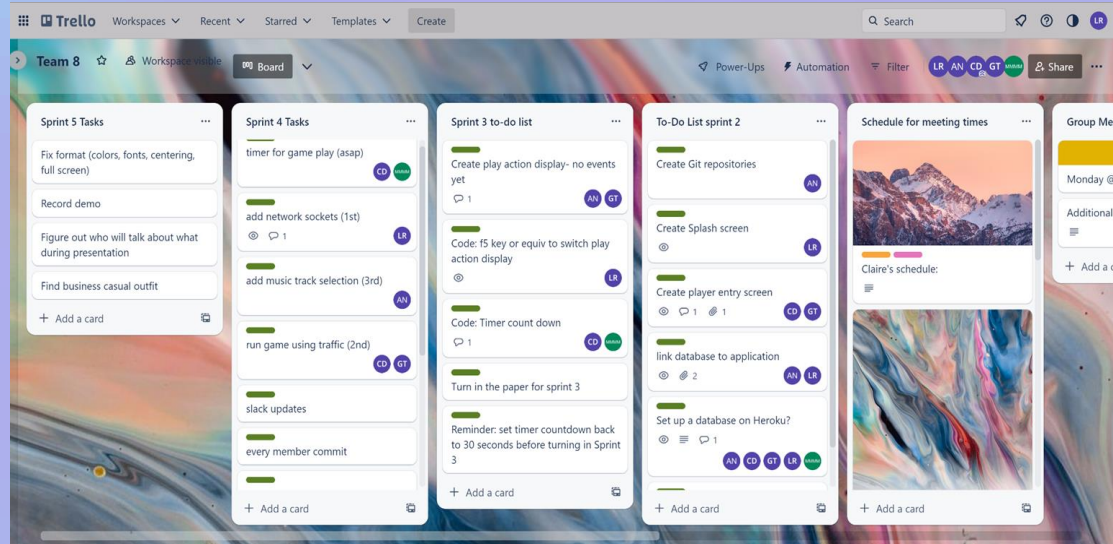 Trello Workspaces Recent Starred Templates Create Search LR
Team 8 Workspace Visible Board Power-Ups Automation Filter LR AN CD GT MMMM Share
Sprint 5 Tasks
Fix format (colors, fonts, centering,
full screen)
Record demo
Figure out who will talk about what
during presentation
Find business casual outfit
+ Add a card
Sprint 4 Tasks
timer for game play (asap)
CD MMMM
add network sockets (1st)
1 LR
add music track selection (3rd)
AN
run game using traffic (2nd)
CD GT
slack updates
every member commit
+ Add a card
Sprint 3 to-do list
Create play action display- no events
yet
1 AN GT
Code: f5 key or equiv to switch play
action display
LR
Code: Timer count down
1 CD MMMM
Turn in the paper for sprint 3
Reminder: set timer countdown back
to 30 seconds before turning in Sprint
3
+ Add a card
To-Do List sprint 2
Create Git repositories
AN
Create Splash screen
LR
Create player entry screen
1 1 CD GT
link database to application
2 AN LR
Set up a database on Heroku?
1
AN CD GT LR MMMM
+ Add a card
Schedule for meeting times
Claire's schedule:
+ Add a card
Group Me
Monday @
Additional
+ Add a c